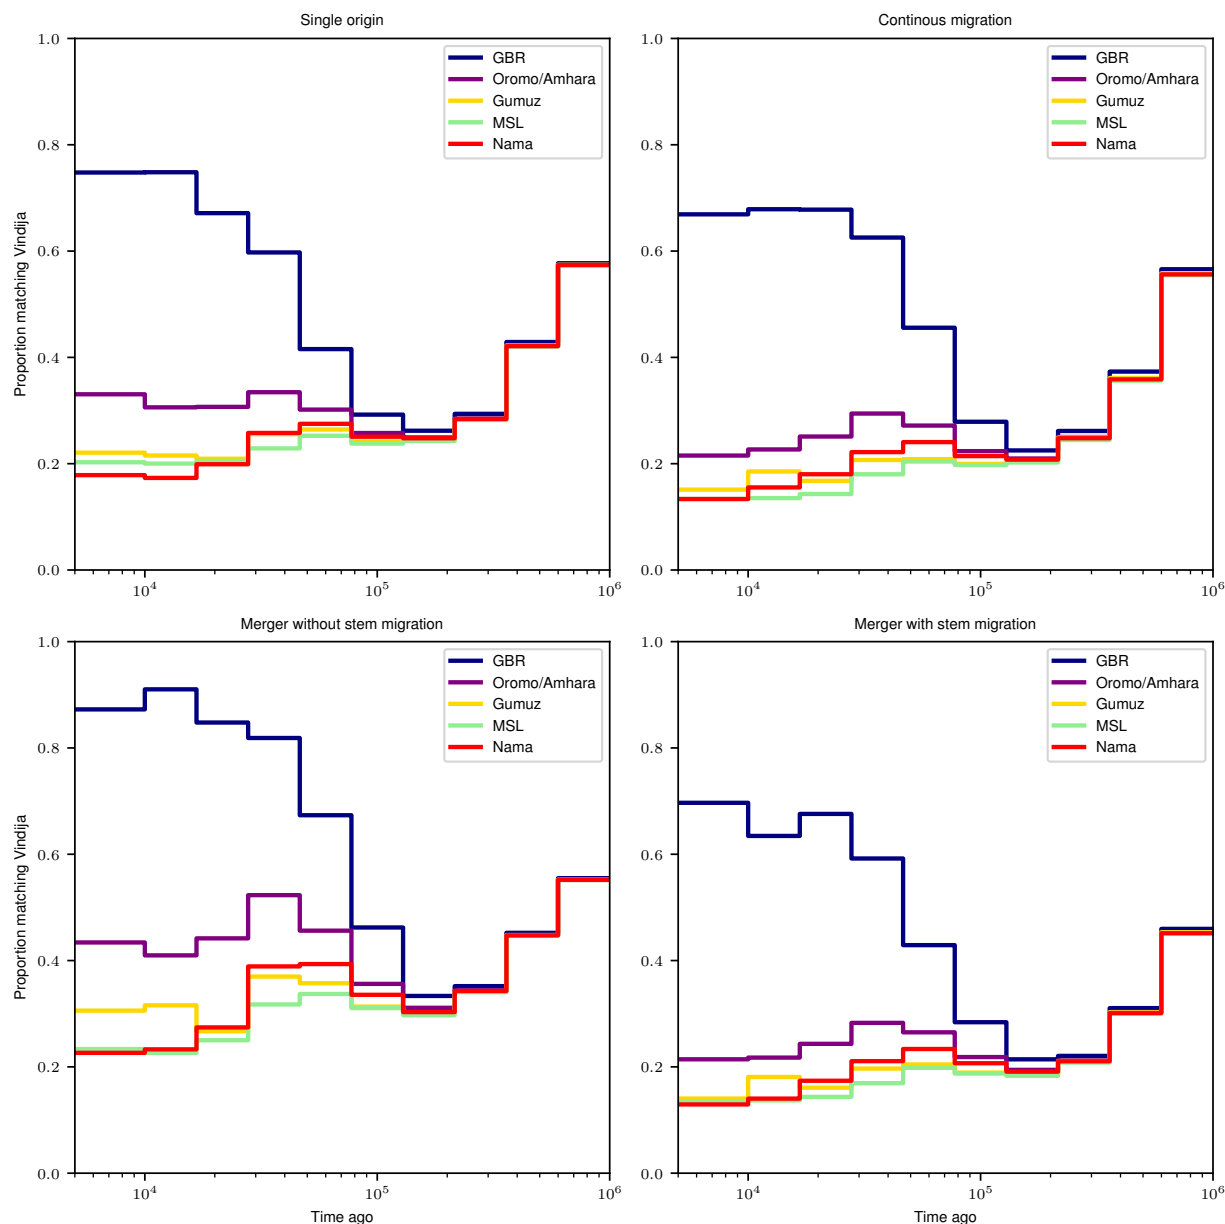 Single origin
Continous migration
1.0
0.8
0.6
0.4
0.2
0.0
Proportion matching Vindija
GBR
Oromo/Amhara
Gumuz
MSL
Nama
10^4
10^5
10^6
1.0
0.8
0.6
0.4
0.2
0.0
GBR
Oromo/Amhara
Gumuz
MSL
Nama
10^4
10^5
10^6
Merger without stem migration
Merger with stem migration
1.0
0.8
0.6
0.4
0.2
0.0
Proportion matching Vindija
GBR
Oromo/Amhara
Gumuz
MSL
Nama
10^4
10^5
10^6
Time ago
1.0
0.8
0.6
0.4
0.2
0.0
GBR
Oromo/Amhara
Gumuz
MSL
Nama
10^4
10^5
10^6
Time ago